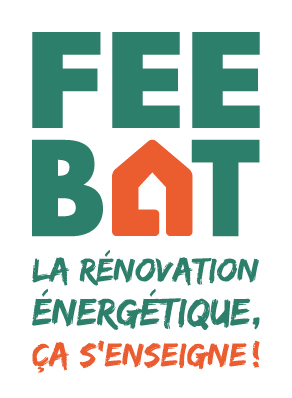 FEE
BAT
LA RÉNOVATION
ÉNERGÉTIQUE,
ÇA S'ENSEIGNE !